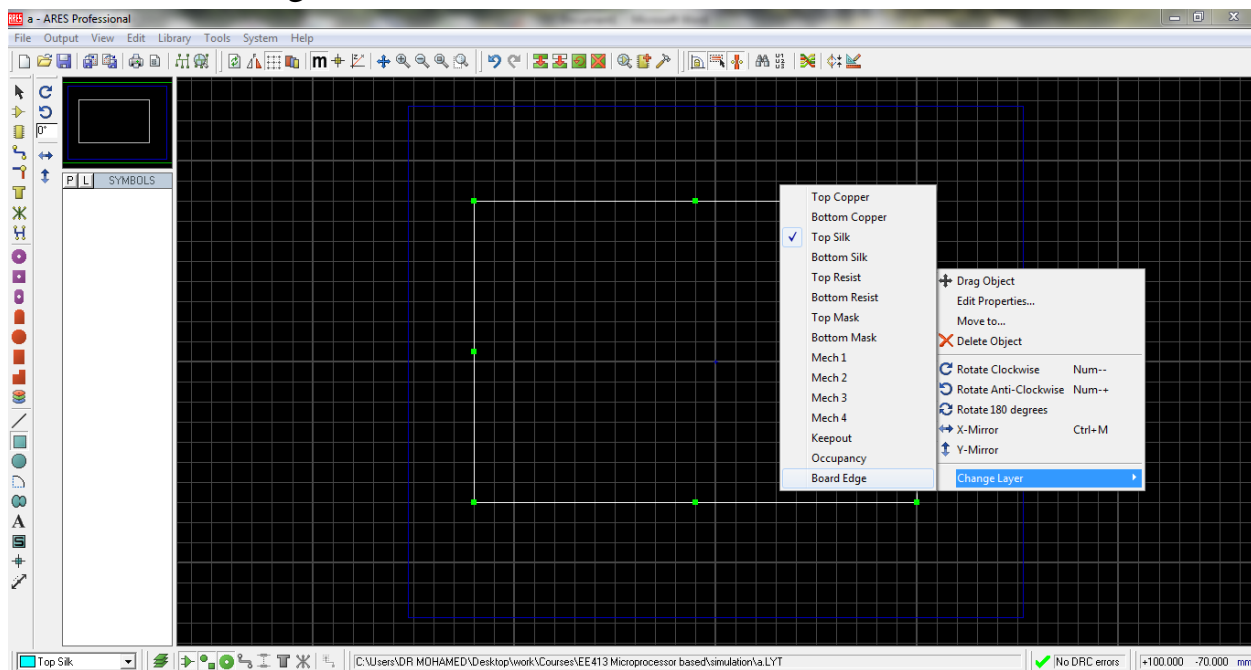 ARES a - ARES Professional
File Output View Edit Library Tools System Help
m
0°
P L SYMBOLS
Top Copper
Bottom Copper
Top Silk
Bottom Silk
Top Resist
Bottom Resist
Top Mask
Bottom Mask
Mech 1
Mech 2
Mech 3
Mech 4
Keepout
Occupancy
Board Edge
Drag Object
Edit Properties...
Move to...
Delete Object
Rotate Clockwise Num--
Rotate Anti-Clockwise Num-+
Rotate 180 degrees
X-Mirror Ctrl+M
Y-Mirror
Change Layer
A
S
Top Silk
C:\Users\DR MOHAMED\Desktop\work\Courses\EE413 Microprocessor based\simulation\a.LYT
No DRC errors +100.000 -70.000 mm